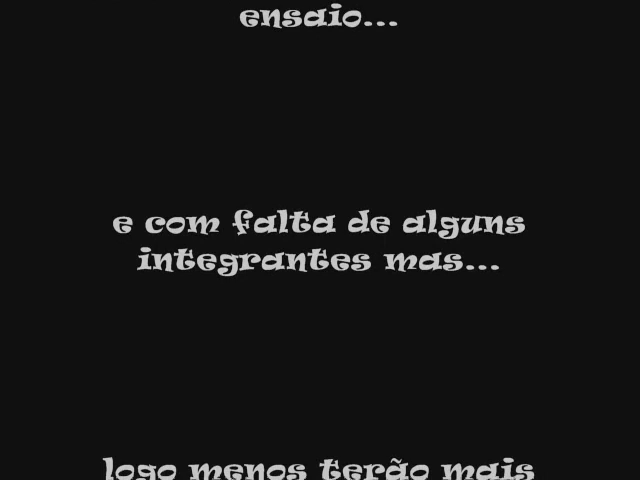 ensaio...
e com falta de alguns
integrantes mas...
logo menos terão mais